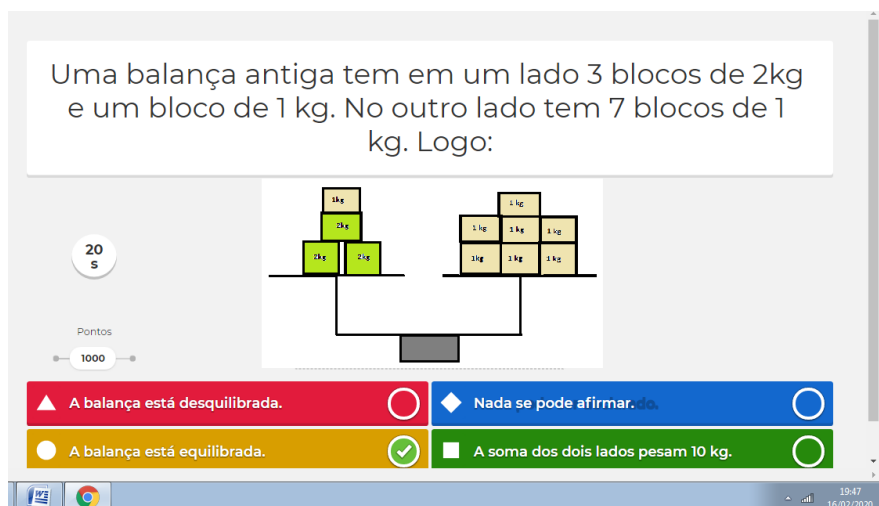 Uma balança antiga tem em um lado 3 blocos de 2kg
e um bloco de 1 kg. No outro lado tem 7 blocos de 1
kg. Logo:
20
s
Pontos
1000
1kg
2kg
2kg
2kg
1 kg
1 kg
1 kg
1 kg
1kg
1 kg
1 kg
A balança está desquilibrada.
Nada se pode afirmar.
A balança está equilibrada.
A soma dos dois lados pesam 10 kg.
19:47
16/02/2020